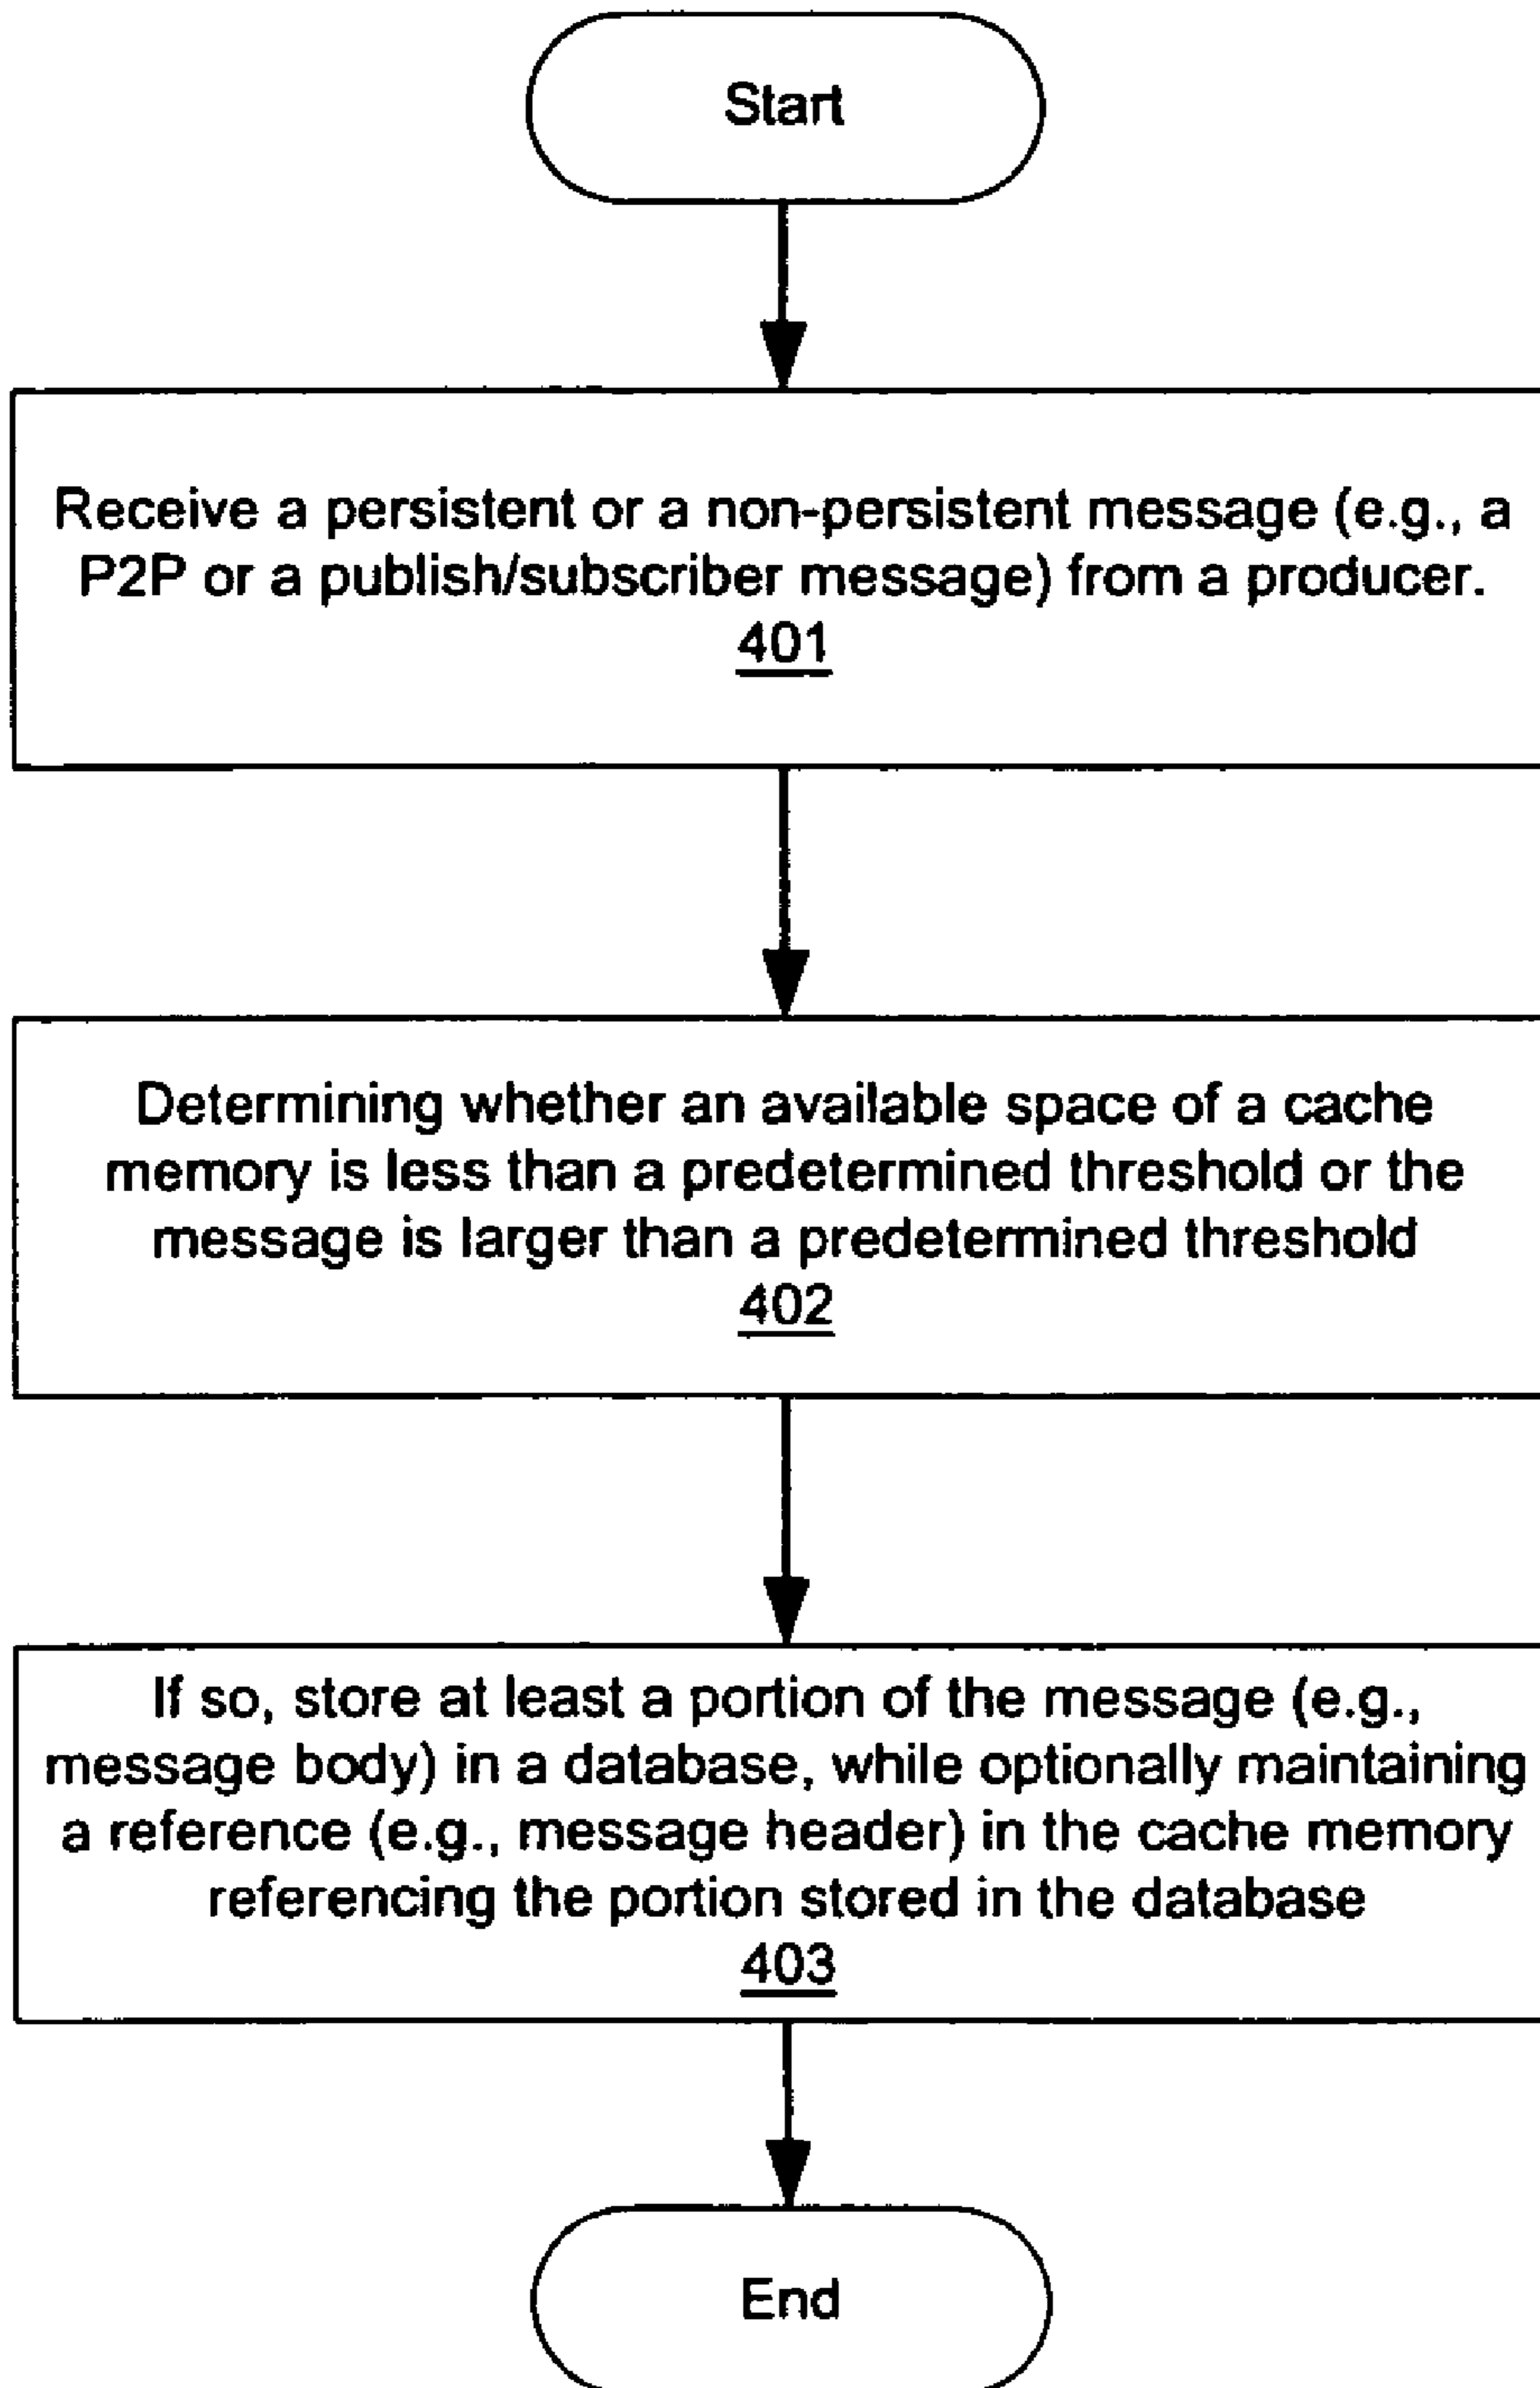 Start
Receive a persistent or a non-persistent message (e.g., a
P2P or a publish/subscriber message) from a producer.
401
Determining whether an available space of a cache
memory is less than a predetermined threshold or the
message is larger than a predetermined threshold
402
If so, store at least a portion of the message (e.g.,
message body) in a database, while optionally maintaining
a reference (e.g., message header) in the cache memory
referencing the portion stored in the database
403
End